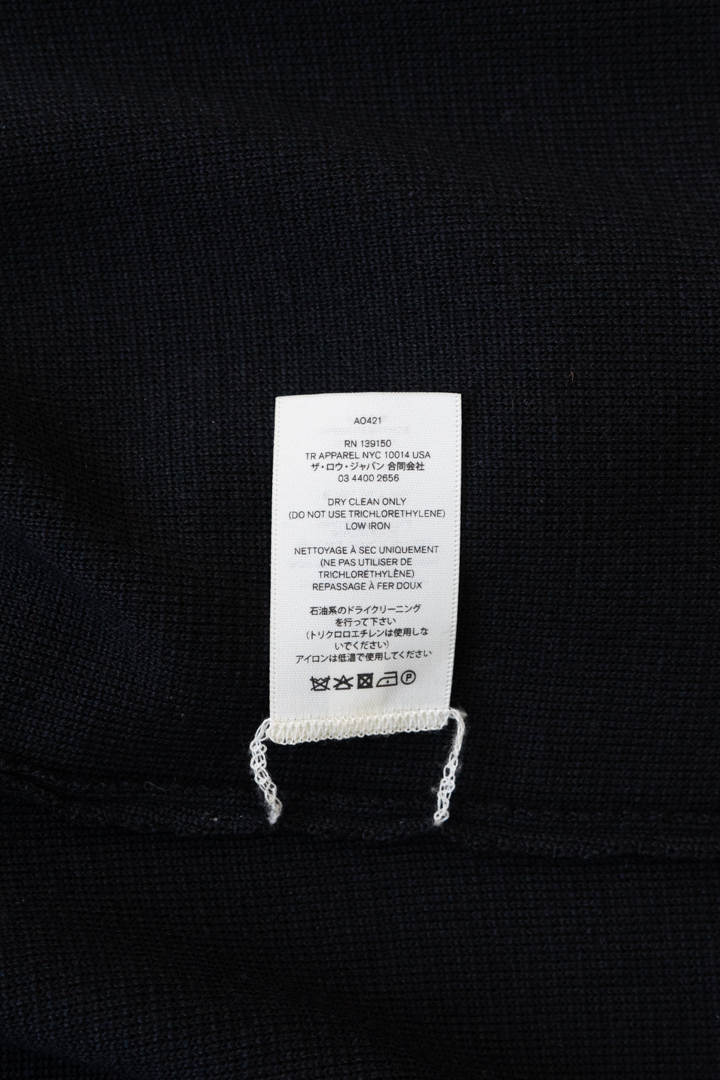 AO421
RN 139150
TR APPAREL NYC 10014 USA
ザ・ロウ・ジャパン 合同会社
03 4400 2656
DRY CLEAN ONLY
(DO NOT USE TRICHLORETHYLENE)
LOW IRON
NETTOYAGE À SEC UNIQUEMENT
(NE PAS UTILISER DE
TRICHLORÉTHYLÈNE)
REPASSAGE À FER DOUX
石油系のドライクリーニング
を行って下さい
(トリクロロエチレンは使用しな
いでください)
アイロンは低温で使用してください
P